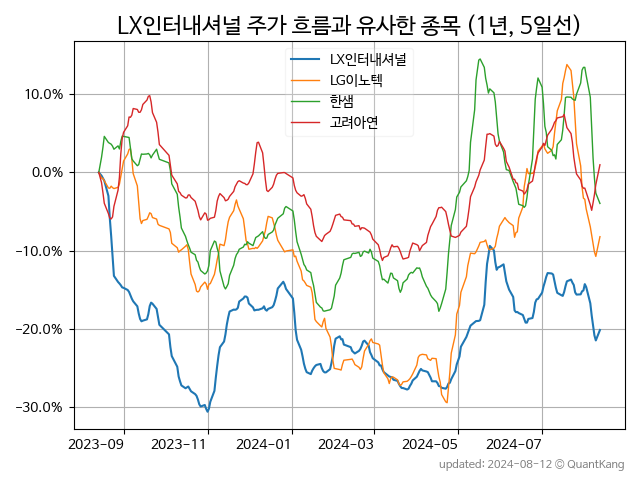 LX인터내셔널 주가 흐름과 유사한 종목 (1년, 5일선)
LX인터내셔널
LG이노텍
한샘
고려아연
10.0%
0.0%
−10.0%
−20.0%
−30.0%
2023-09
2023-11
2024-01
2024-03
2024-05
2024-07
updated: 2024-08-12 © QuantKang